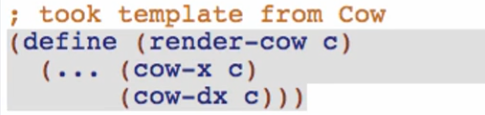 ; took template from Cow
(define (render-cow c)
(... (cow-x c)
(cow-dx c)))